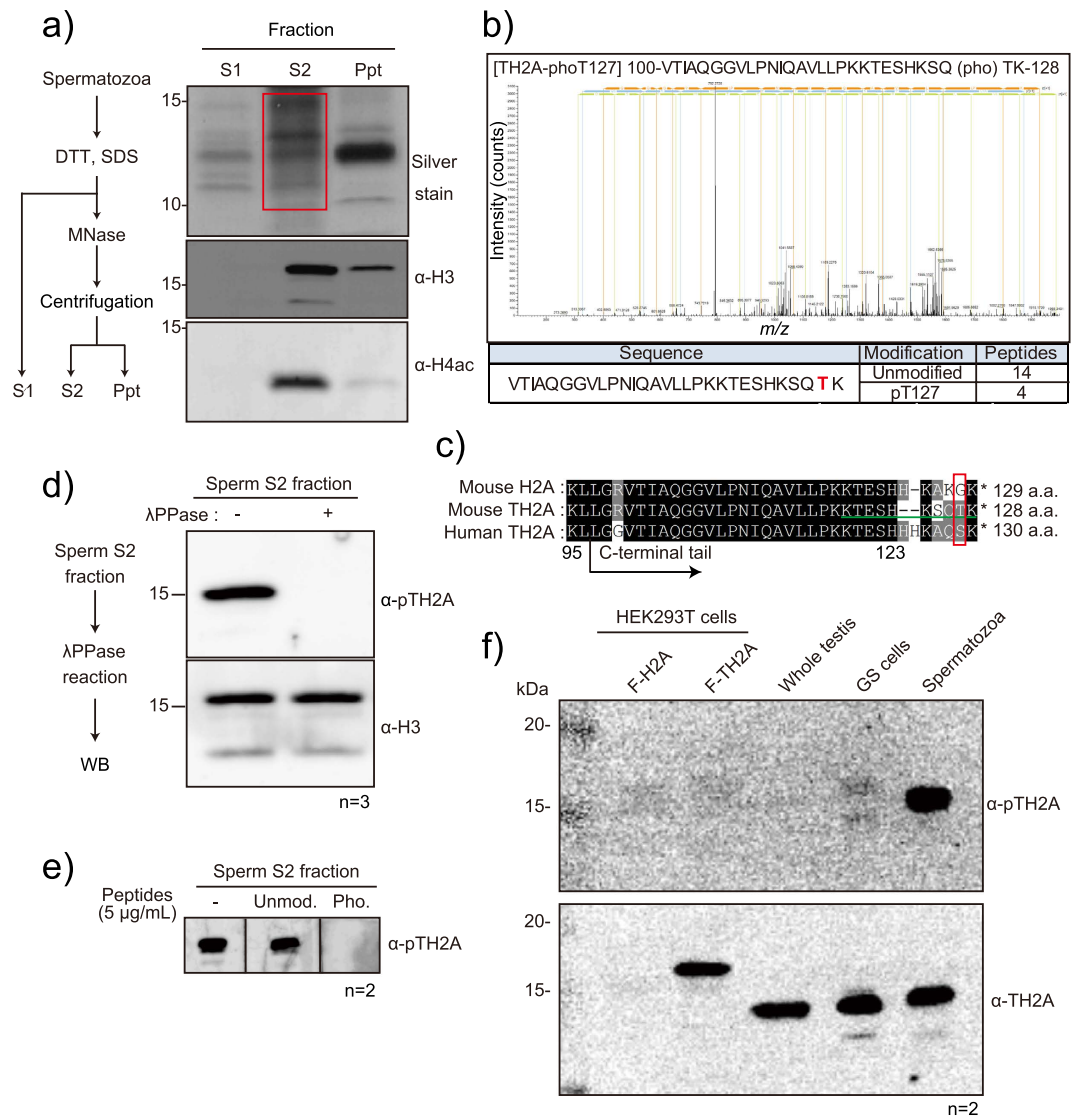 a)
Fraction
S1 S2 Ppt
Spermatozoa
DTT, SDS
MNase
Centrifugation
S1 S2 Ppt
15
10
Silver
stain
15
α-H3
15
α-H4ac
b)
[TH2A-phoT127] 100-VTIAQGGVLPNIQAVLLPKKTESHKSQ (pho) TK-128
Intensity (counts)
m/z
Sequence Modification Peptides
VTIAQGGVLPNIQAVLLPKKTESHKSQTK
Unmodified 14
pT127 4
c)
Mouse H2A : KLLGRVTIAQGGVLPNIQAVLLPKKTESHH-KAKGK* 129 a.a.
Mouse TH2A : KLLGRVTIAQGGVLPNIQAVLLPKKTESH--KSQTK* 128 a.a.
Human TH2A : KLLGGVTIAQGGVLPNIQAVLLPKKTESHHHKAQSK* 130 a.a.
95 C-terminal tail 123
d)
Sperm S2 fraction
λPPase : - +
Sperm S2
fraction
λPPase
reaction
WB
15
α-pTH2A
15
α-H3
n=3
e)
Sperm S2 fraction
Peptides
(5 μg/mL)
- Unmod. Pho.
α-pTH2A
n=2
f)
HEK293T cells
F-H2A F-TH2A Whole testis GS cells Spermatozoa
kDa
20-
15-
α-pTH2A
20-
15-
α-TH2A
n=2